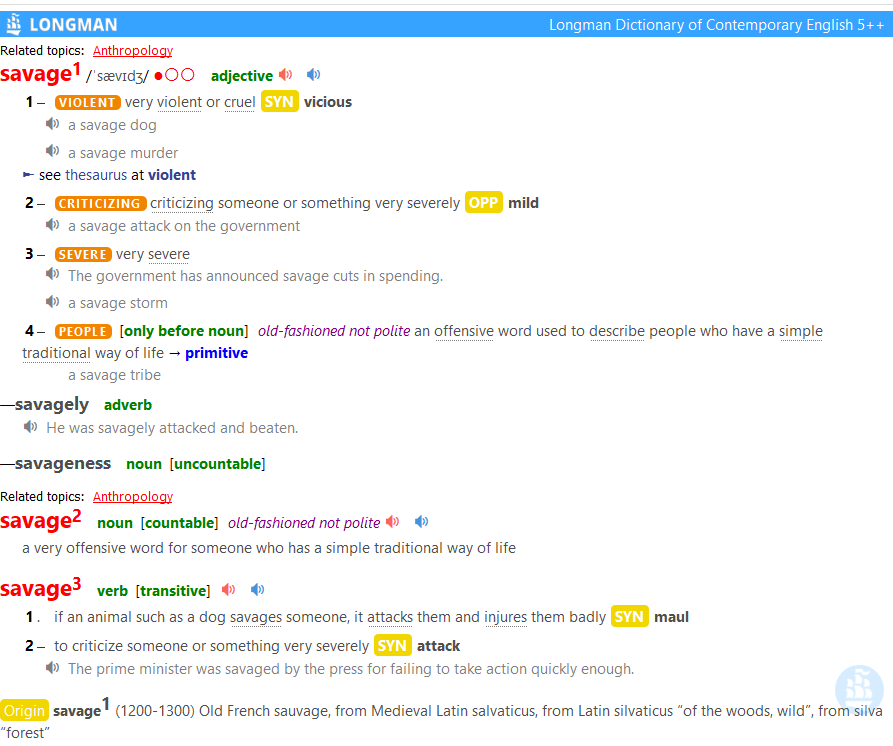 LONGMAN Longman Dictionary of Contemporary English 5++
Related topics: Anthropology
savage1 /ˈsævɪdʒ/ ●○○ adjective
1 – VIOLENT very violent or cruel SYN vicious
a savage dog
a savage murder
► see thesaurus at violent
2 – CRITICIZING criticizing someone or something very severely OPP mild
a savage attack on the government
3 – SEVERE very severe
The government has announced savage cuts in spending.
a savage storm
4 – PEOPLE [only before noun] old-fashioned not polite an offensive word used to describe people who have a simple
traditional way of life → primitive
a savage tribe
—savagely adverb
He was savagely attacked and beaten.
—savageness noun [uncountable]
Related topics: Anthropology
savage2 noun [countable] old-fashioned not polite
a very offensive word for someone who has a simple traditional way of life
savage3 verb [transitive]
1 . if an animal such as a dog savages someone, it attacks them and injures them badly SYN maul
2 – to criticize someone or something very severely SYN attack
The prime minister was savaged by the press for failing to take action quickly enough.
Origin savage1 (1200-1300) Old French sauvage, from Medieval Latin salvaticus, from Latin silvaticus “of the woods, wild”, from silva
“forest”